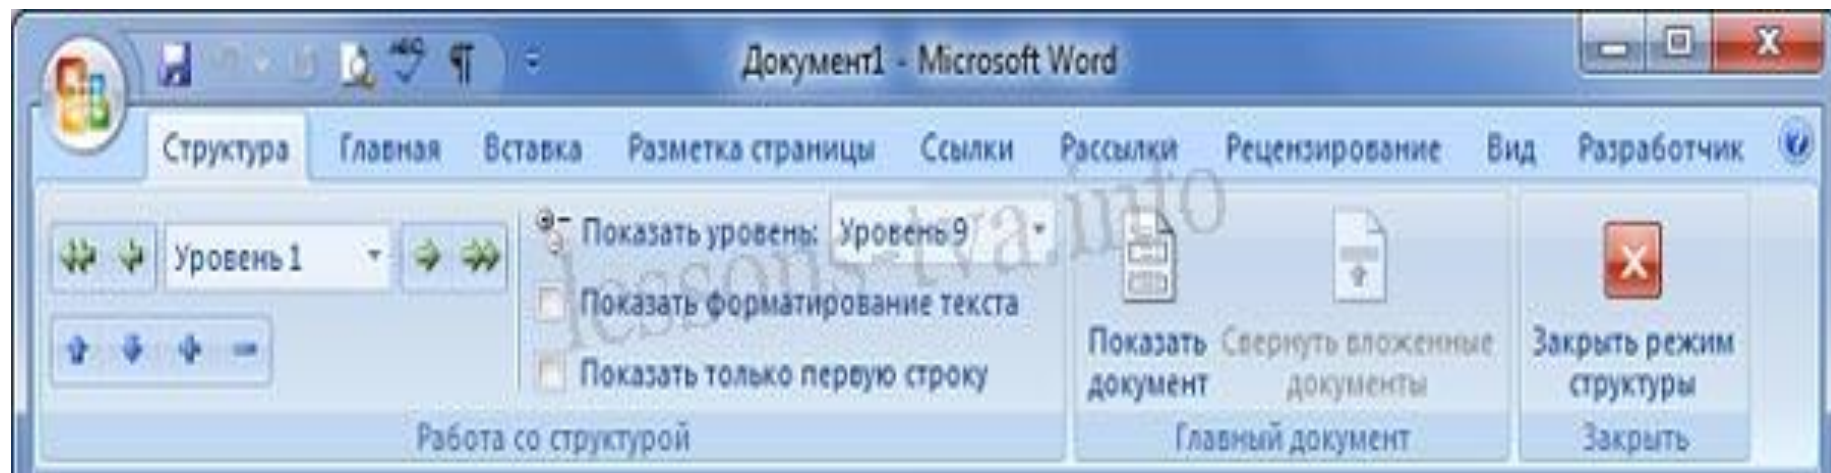 Документ1 - Microsoft Word
Структура Главная Вставка Разметка страницы Ссылки Рассылки Рецензирование Вид Разработчик
Уровень 1
Показать уровень: Уровень 9
Показать форматирование текста
Показать только первую строку
Работа со структурой
Показать документ
Свернуть вложенные документы
Главный документ
Закрыть режим структуры
Закрыть
lessons-tva.info